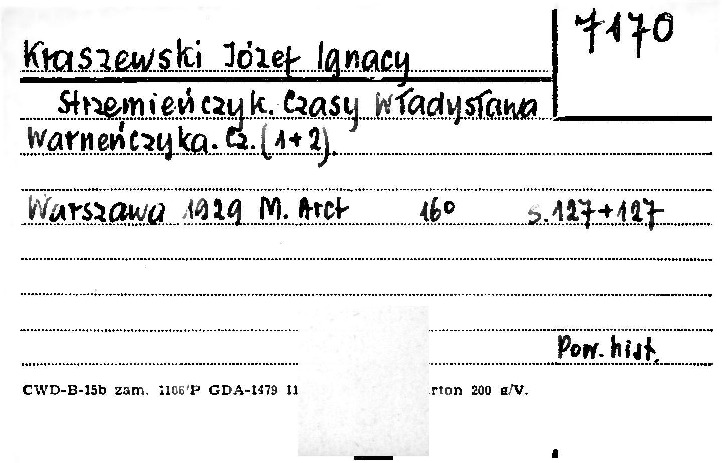 7170
Kraszewski Józef Ignacy
Strzemieńczyk. Czasy Władysława
Warneńczyka. Cz. (1+2).
Warszawa 1929 M. Arct 16° s. 127+127
Pow. hist.
CWD-B-15b zam. 1106/P GDA-1479 11 rton 200 g/V.